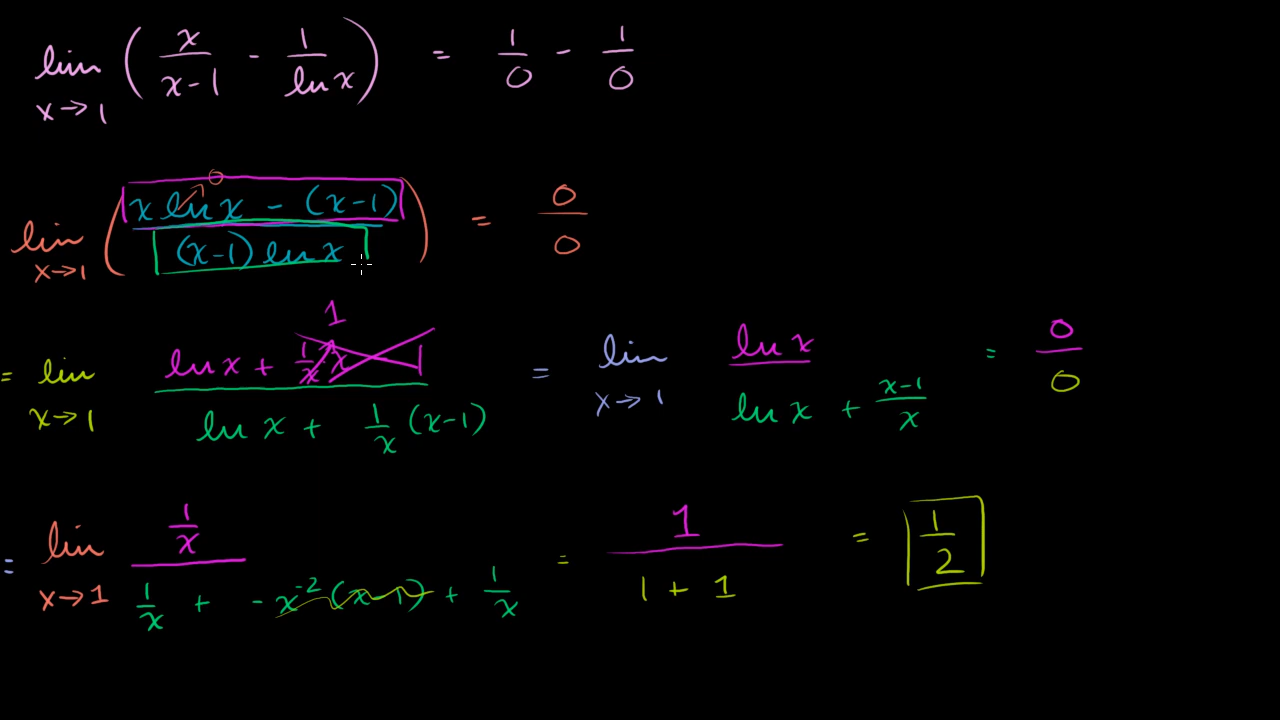 lim x→1 ( x/(x-1) - 1/(ln x) ) = 1/0 - 1/0
lim x→1 ( (x ln x - (x-1)) / ((x-1) ln x) ) = 0/0
0
= lim x→1 (ln x + 1/x · x - 1) / (ln x + 1/x (x-1)) = lim x→1 (ln x) / (ln x + (x-1)/x) = 0/0
1
= lim x→1 (1/x) / (1/x + -x^-2 (x-1) + 1/x) = 1/(1 + 1) = 1/2